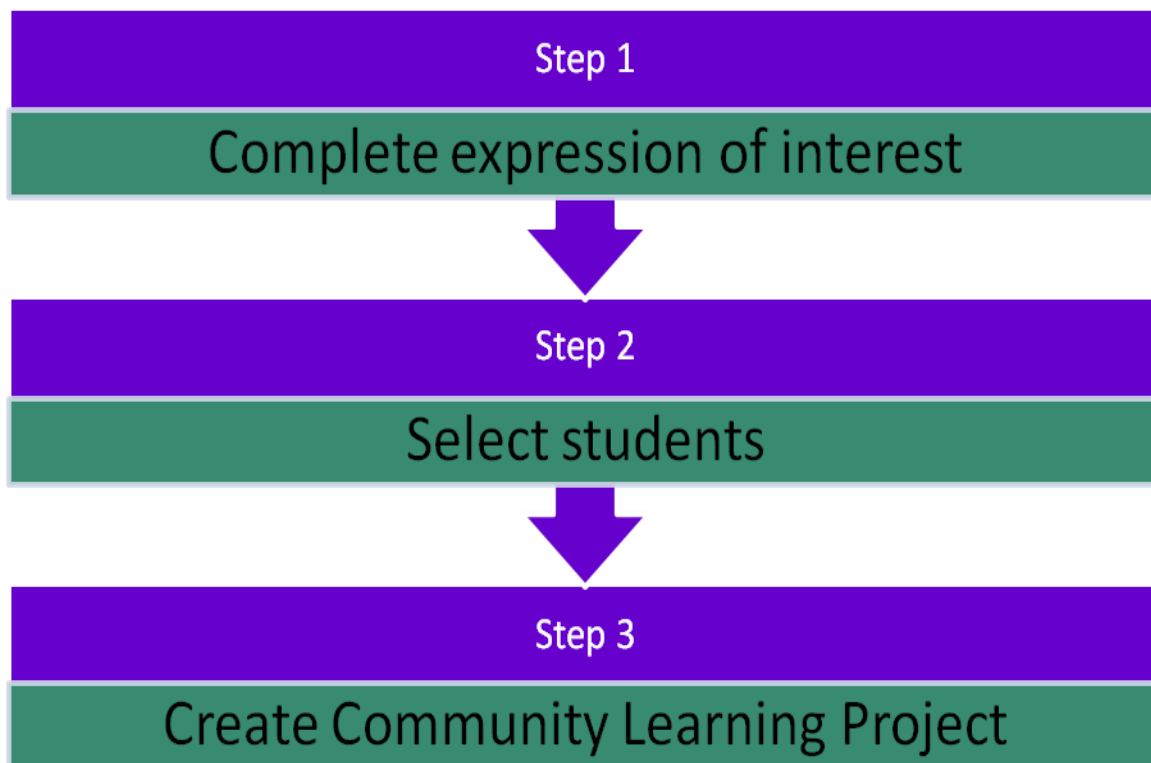 Step 1
Complete expression of interest
Step 2
Select students
Step 3
Create Community Learning Project